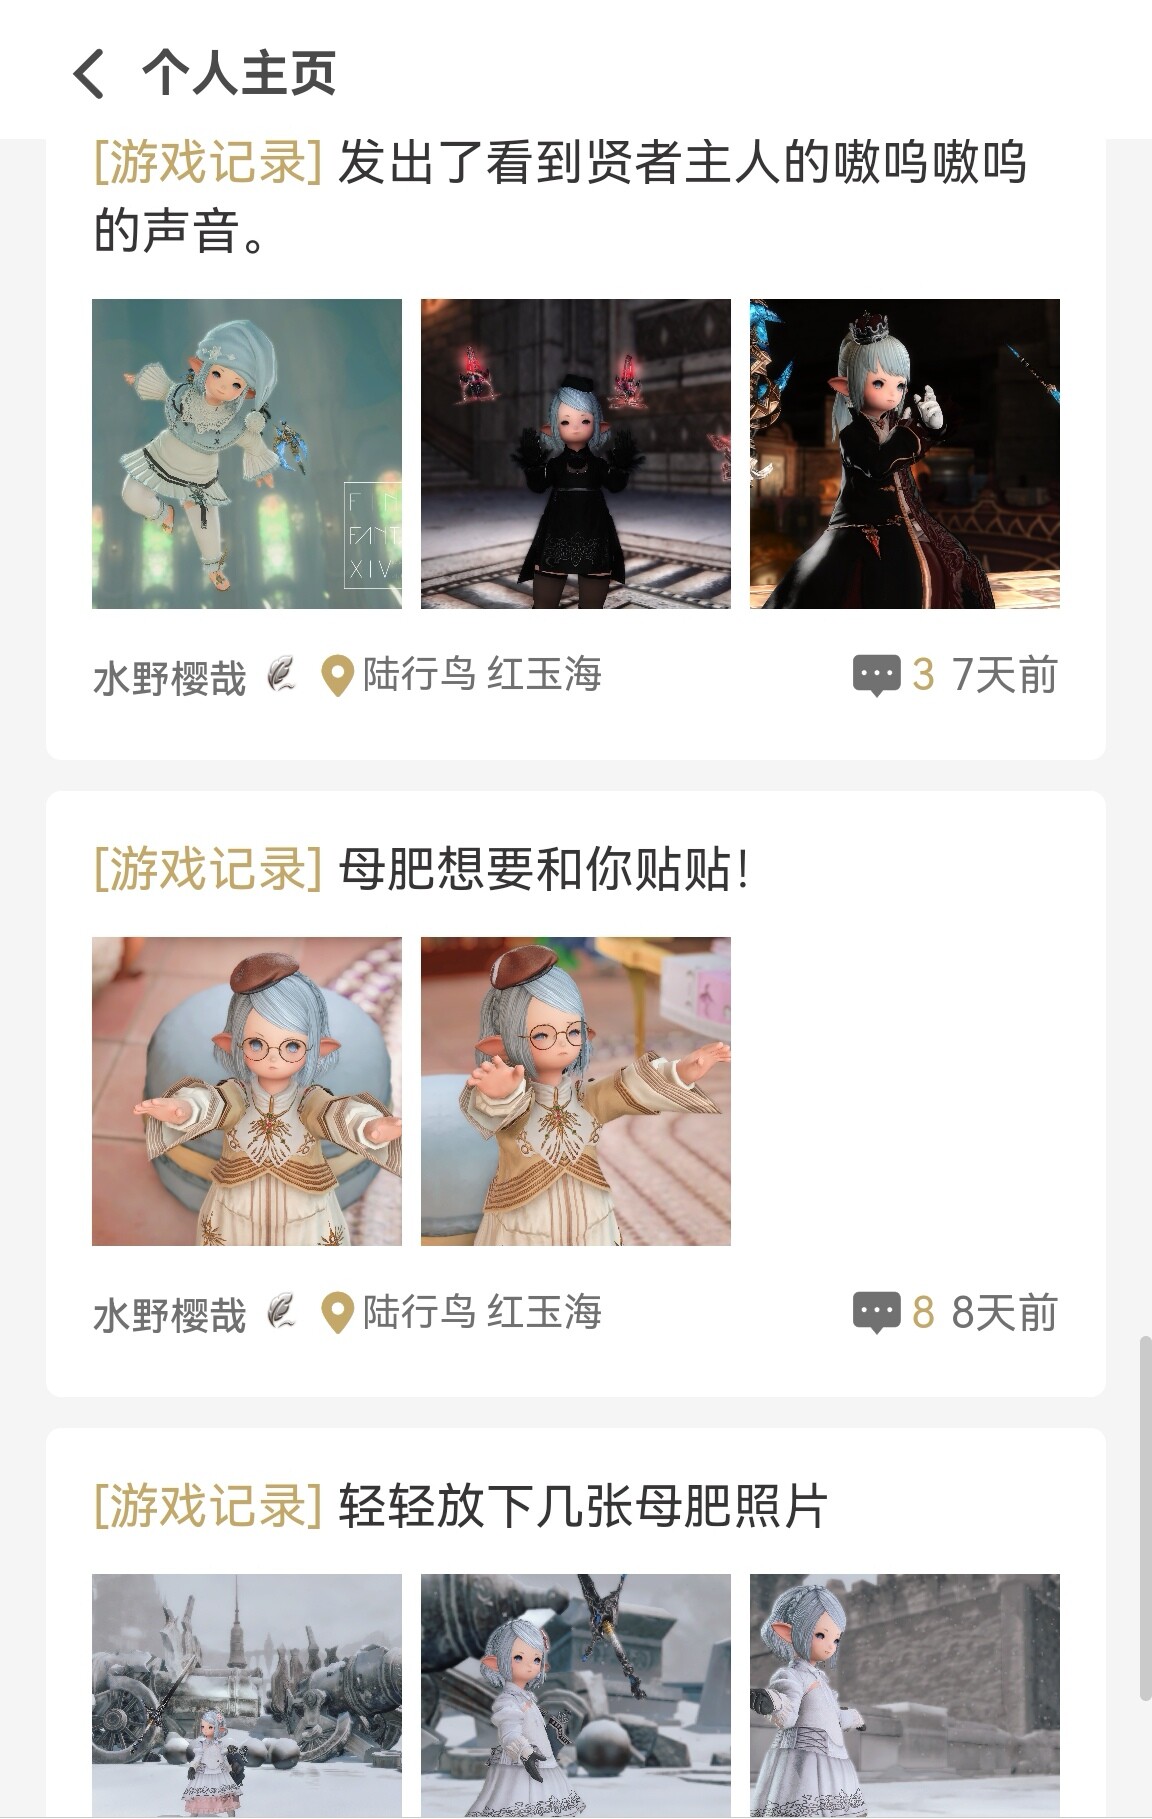 个人主页
[游戏记录] 发出了看到贤者主人的嗷呜嗷呜
的声音。
F N
FANT
XIV
水野樱哉 陆行鸟 红玉海 3 7天前
[游戏记录] 母肥想要和你贴贴！
水野樱哉 陆行鸟 红玉海 8 8天前
[游戏记录] 轻轻放下几张母肥照片